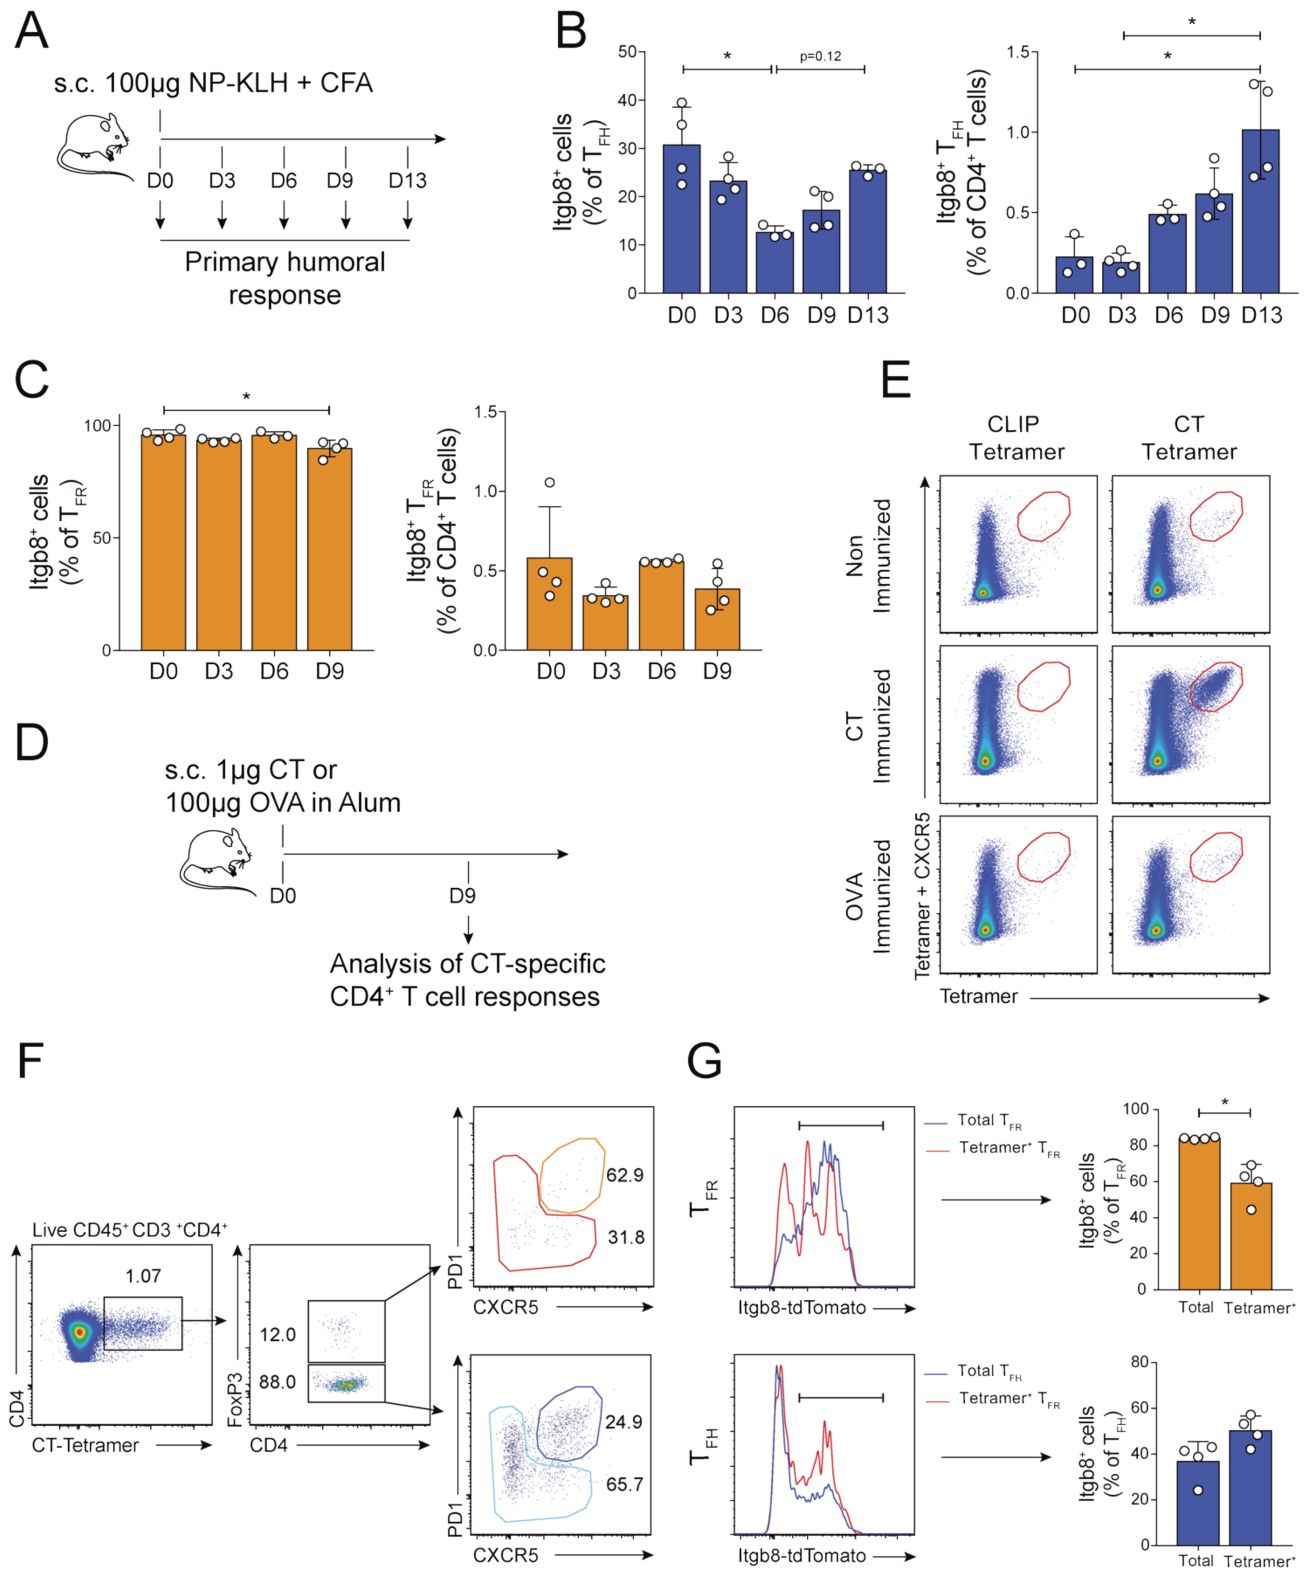 A
s.c. 100µg NP-KLH + CFA
D0 D3 D6 D9 D13
Primary humoral
response
B
Itgb8⁺ cells
(% of TFH)
50
40
30
20
10
0
* p=0.12
D0 D3 D6 D9 D13
Itgb8⁺ TFH
(% of CD4⁺ T cells)
1.5
1.0
0.5
0.0
*
*
D0 D3 D6 D9 D13
C
Itgb8⁺ cells
(% of TFR)
100
50
0
*
D0 D3 D6 D9
Itgb8⁺ TFR
(% of CD4⁺ T cells)
1.5
1.0
0.5
0.0
D0 D3 D6 D9
D
s.c. 1µg CT or
100µg OVA in Alum
D0 D9
Analysis of CT-specific
CD4⁺ T cell responses
E
CLIP
Tetramer
CT
Tetramer
Non
Immunized
CT
Immunized
OVA
Immunized
Tetramer + CXCR5
Tetramer
F
Live CD45⁺ CD3 ⁺CD4⁺
1.07
CD4
CT-Tetramer
12.0
88.0
FoxP3
CD4
62.9
31.8
PD1
CXCR5
24.9
65.7
PD1
CXCR5
G
TFR
Total TFR
Tetramer⁺ TFR
Itgb8-tdTomato
Itgb8⁺ cells
(% of TFR)
100
80
60
40
20
0
*
Total Tetramer⁺
TFH
Total TFH
Tetramer⁺ TFR
Itgb8-tdTomato
Itgb8⁺ cells
(% of TFH)
80
60
40
20
0
Total Tetramer⁺